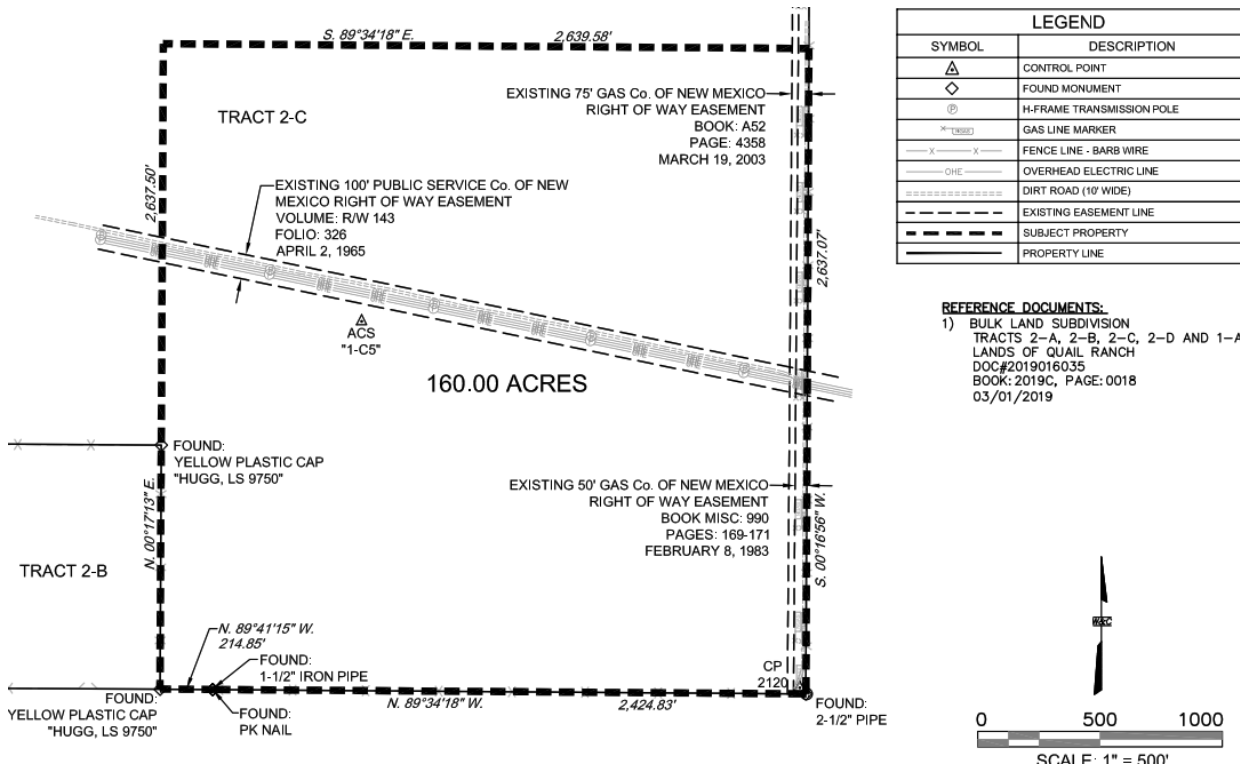 S. 89°34'18" E.
2,639.58'
TRACT 2-C
EXISTING 75' GAS Co. OF NEW MEXICO
RIGHT OF WAY EASEMENT
BOOK: A52
PAGE: 4358
MARCH 19, 2003
2,637.50'
EXISTING 100' PUBLIC SERVICE Co. OF NEW
MEXICO RIGHT OF WAY EASEMENT
VOLUME: R/W 143
FOLIO: 326
APRIL 2, 1965
2,637.07'
ACS
"1-C5"
160.00 ACRES
FOUND:
YELLOW PLASTIC CAP
"HUGG, LS 9750"
EXISTING 50' GAS Co. OF NEW MEXICO
RIGHT OF WAY EASEMENT
BOOK MISC: 990
PAGES: 169-171
FEBRUARY 8, 1983
N. 00°17'13" E.
S. 00°16'56" W.
TRACT 2-B
N. 89°41'15" W.
214.85'
FOUND:
1-1/2" IRON PIPE
CP
2120
FOUND:
YELLOW PLASTIC CAP
"HUGG, LS 9750"
FOUND:
PK NAIL
N. 89°34'18" W.
2,424.83'
FOUND:
2-1/2" PIPE
LEGEND
SYMBOL DESCRIPTION
CONTROL POINT
FOUND MONUMENT
P H-FRAME TRANSMISSION POLE
GAS LINE MARKER
X X FENCE LINE - BARB WIRE
OHE OVERHEAD ELECTRIC LINE
DIRT ROAD (10' WIDE)
EXISTING EASEMENT LINE
SUBJECT PROPERTY
PROPERTY LINE
REFERENCE DOCUMENTS:
1) BULK LAND SUBDIVISION
TRACTS 2-A, 2-B, 2-C, 2-D AND 1-A
LANDS OF QUAIL RANCH
DOC#2019016035
BOOK: 2019C, PAGE: 0018
03/01/2019
0 500 1000
SCALE: 1" = 500'